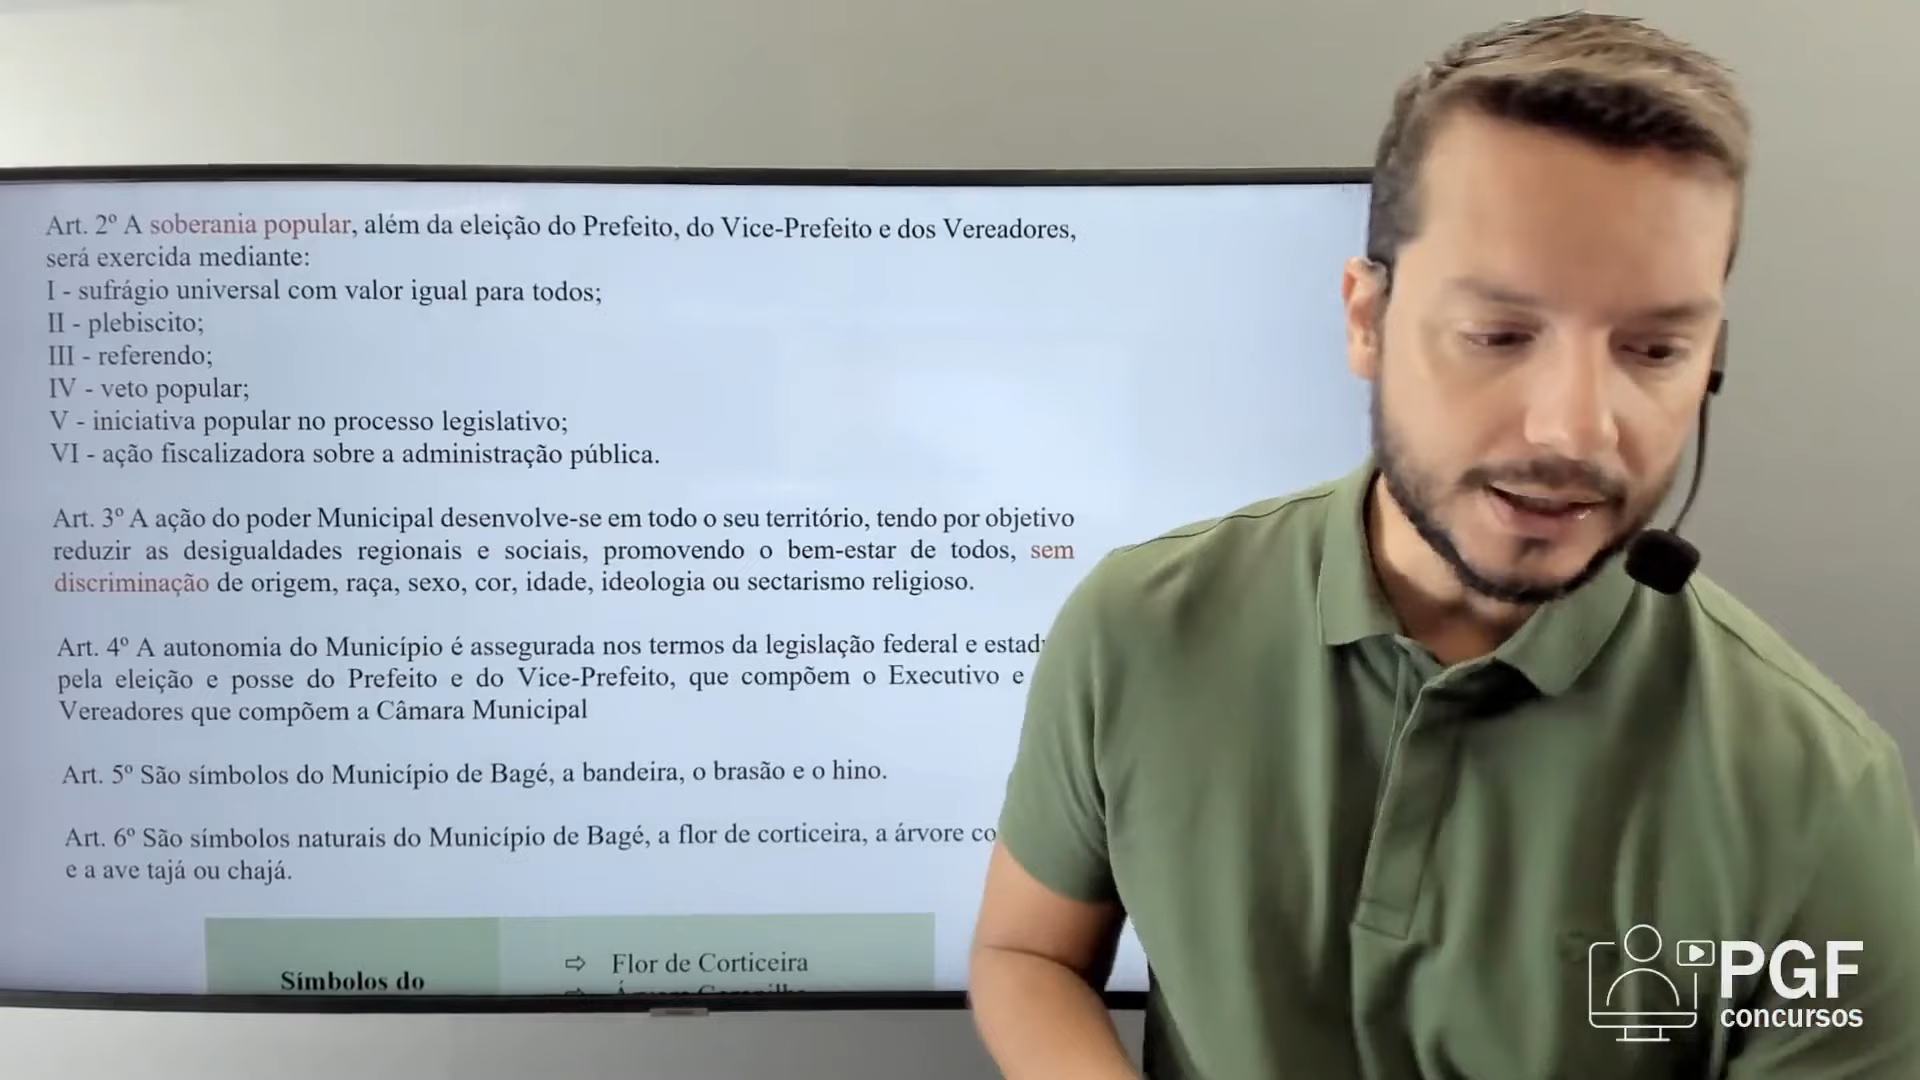 Art. 2º A soberania popular, além da eleição do Prefeito, do Vice-Prefeito e dos Vereadores,
será exercida mediante:
I - sufrágio universal com valor igual para todos;
II - plebiscito;
III - referendo;
IV - veto popular;
V - iniciativa popular no processo legislativo;
VI - ação fiscalizadora sobre a administração pública.
Art. 3º A ação do poder Municipal desenvolve-se em todo o seu território, tendo por objetivo
reduzir as desigualdades regionais e sociais, promovendo o bem-estar de todos, sem
discriminação de origem, raça, sexo, cor, idade, ideologia ou sectarismo religioso.
Art. 4º A autonomia do Município é assegurada nos termos da legislação federal e
pela eleição e posse do Prefeito e do Vice-Prefeito, que compõem o Executivo e
Vereadores que compõem a Câmara Municipal
Art. 5º São símbolos do Município de Bagé, a bandeira, o brasão e o hino.
Art. 6º São símbolos naturais do Município de Bagé, a flor de corticeira, a árvore
e a ave tajá ou chajá.
⇨ Flor de Corticeira
Símbolos do
PGF
concursos